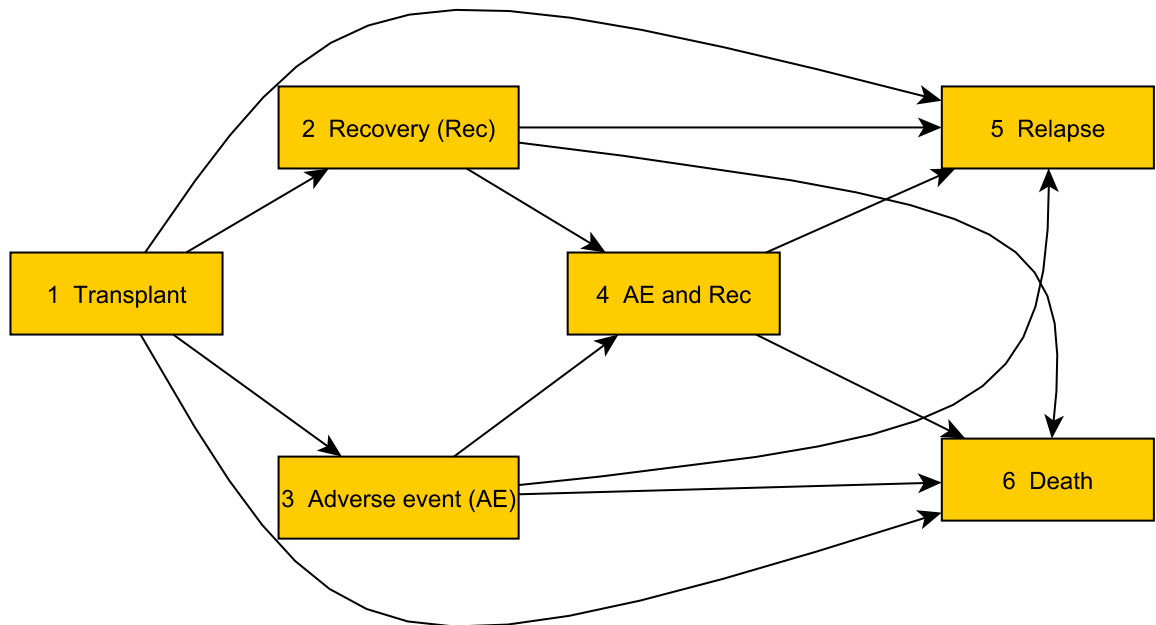 2 Recovery (Rec)
5 Relapse
1 Transplant
4 AE and Rec
3 Adverse event (AE)
6 Death